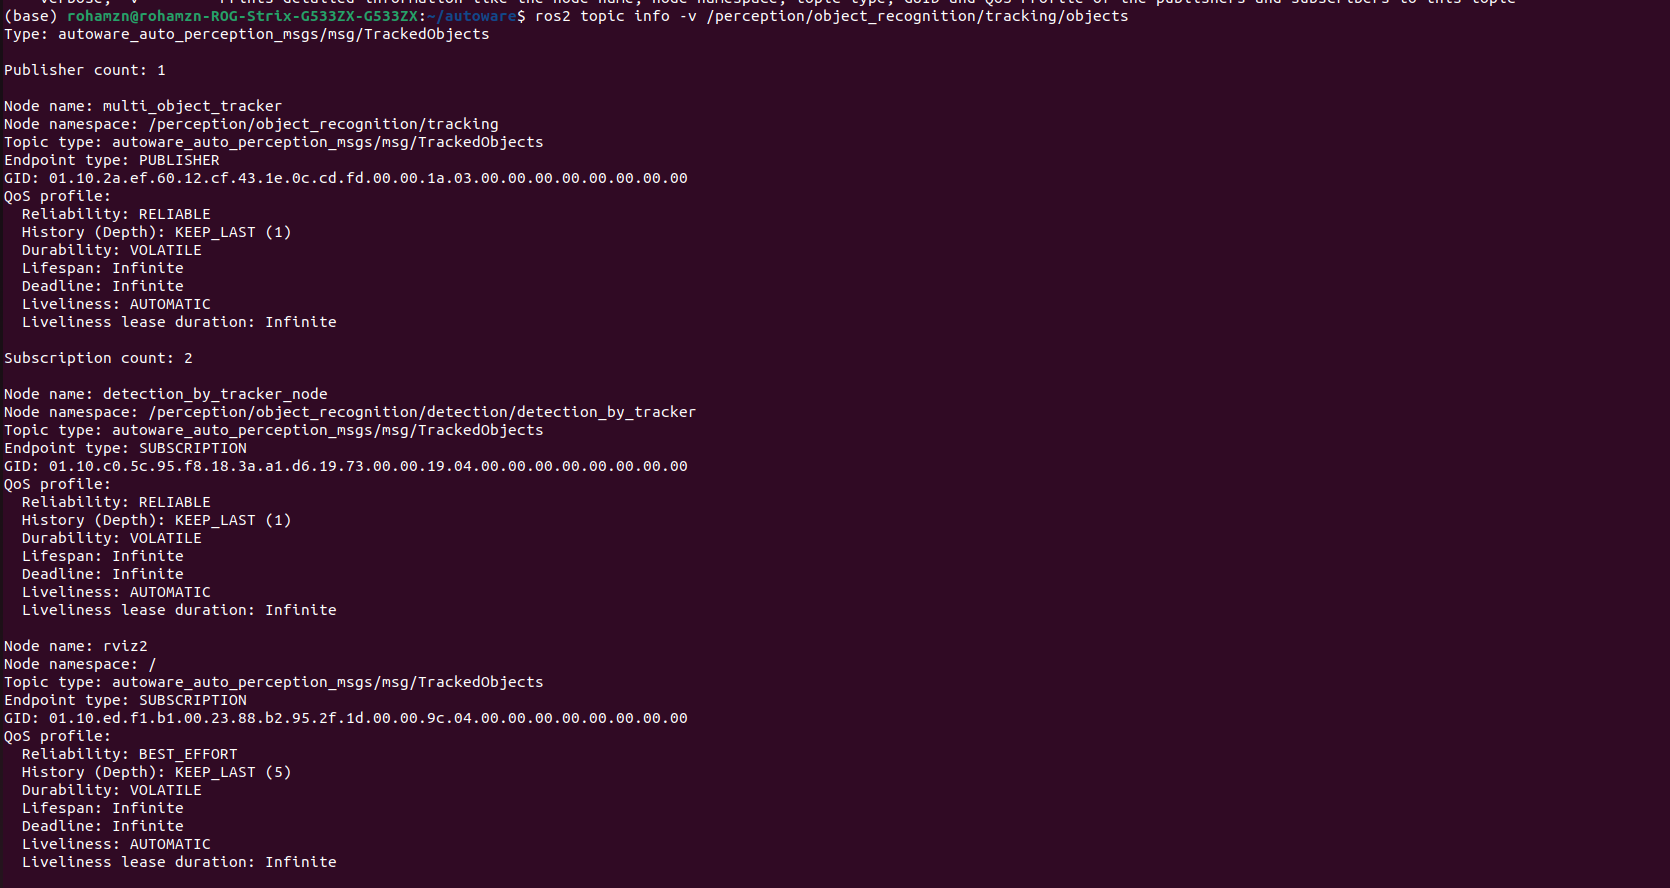 (base) rohamzn@rohamzn-ROG-Strix-G533ZX-G533ZX:~/autoware$ ros2 topic info -v /perception/object_recognition/tracking/objects
Type: autoware_auto_perception_msgs/msg/TrackedObjects
Publisher count: 1
Node name: multi_object_tracker
Node namespace: /perception/object_recognition/tracking
Topic type: autoware_auto_perception_msgs/msg/TrackedObjects
Endpoint type: PUBLISHER
GID: 01.10.2a.ef.60.12.cf.43.1e.0c.cd.fd.00.00.1a.03.00.00.00.00.00.00.00.00
QoS profile:
  Reliability: RELIABLE
  History (Depth): KEEP_LAST (1)
  Durability: VOLATILE
  Lifespan: Infinite
  Deadline: Infinite
  Liveliness: AUTOMATIC
  Liveliness lease duration: Infinite
Subscription count: 2
Node name: detection_by_tracker_node
Node namespace: /perception/object_recognition/detection/detection_by_tracker
Topic type: autoware_auto_perception_msgs/msg/TrackedObjects
Endpoint type: SUBSCRIPTION
GID: 01.10.c0.5c.95.f8.18.3a.a1.d6.19.73.00.00.19.04.00.00.00.00.00.00.00.00
QoS profile:
  Reliability: RELIABLE
  History (Depth): KEEP_LAST (1)
  Durability: VOLATILE
  Lifespan: Infinite
  Deadline: Infinite
  Liveliness: AUTOMATIC
  Liveliness lease duration: Infinite
Node name: rviz2
Node namespace: /
Topic type: autoware_auto_perception_msgs/msg/TrackedObjects
Endpoint type: SUBSCRIPTION
GID: 01.10.ed.f1.b1.00.23.88.b2.95.2f.1d.00.00.9c.04.00.00.00.00.00.00.00.00
QoS profile:
  Reliability: BEST_EFFORT
  History (Depth): KEEP_LAST (5)
  Durability: VOLATILE
  Lifespan: Infinite
  Deadline: Infinite
  Liveliness: AUTOMATIC
  Liveliness lease duration: Infinite